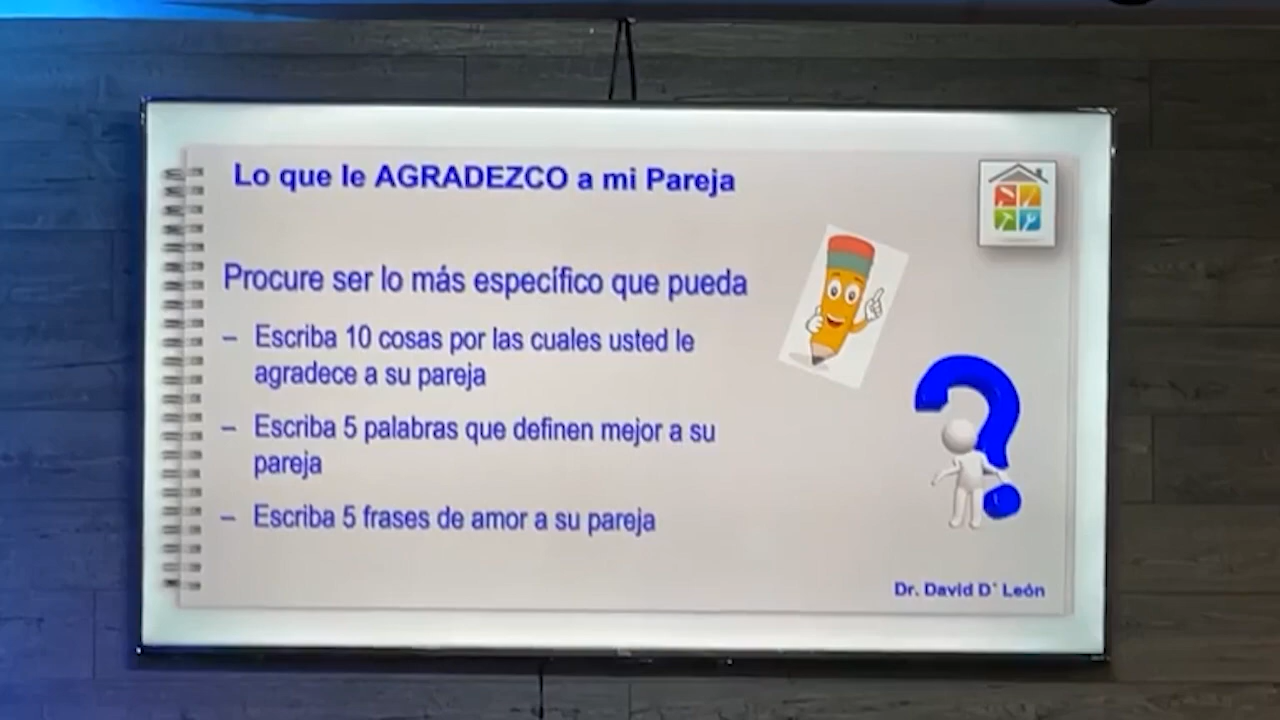 Lo que le AGRADEZCO a mi Pareja
Procure ser lo más específico que pueda
– Escriba 10 cosas por las cuales usted le
agradece a su pareja
– Escriba 5 palabras que definen mejor a su
pareja
– Escriba 5 frases de amor a su pareja
Dr. David D' León